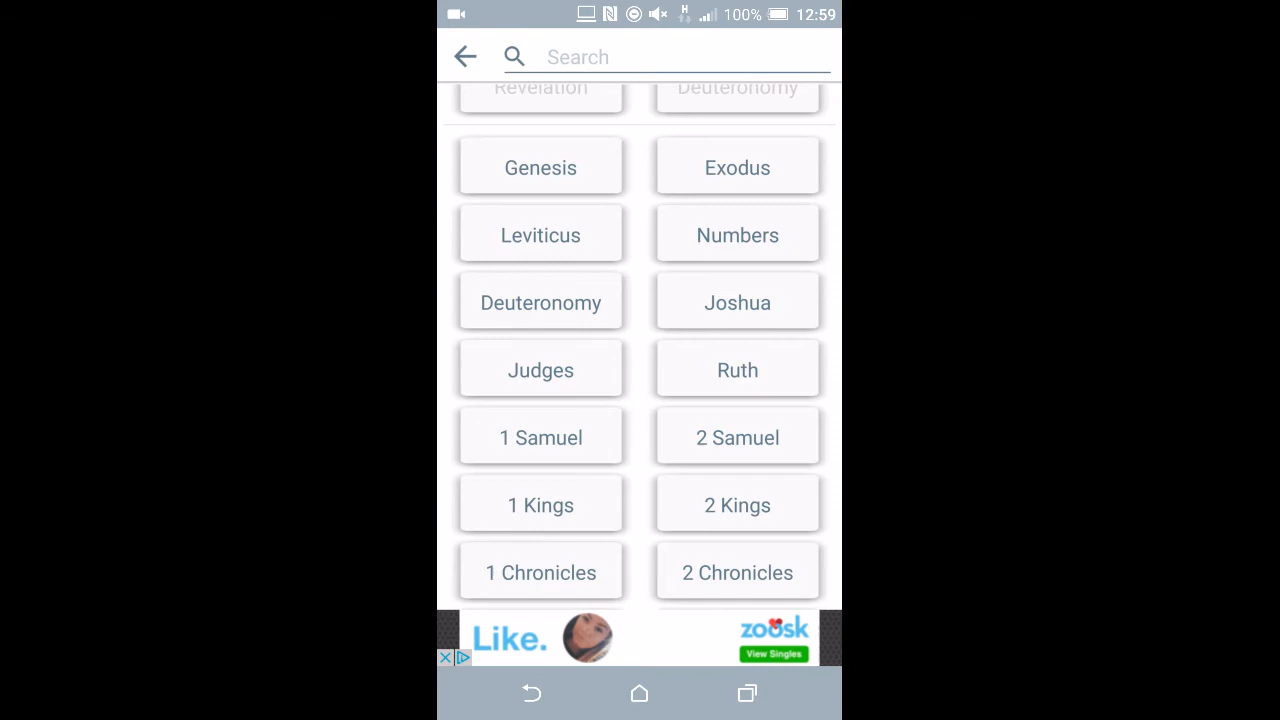 H 100% 12:59
Search
Revelation Deuteronomy
Genesis Exodus
Leviticus Numbers
Deuteronomy Joshua
Judges Ruth
1 Samuel 2 Samuel
1 Kings 2 Kings
1 Chronicles 2 Chronicles
Like. zoosk
View Singles